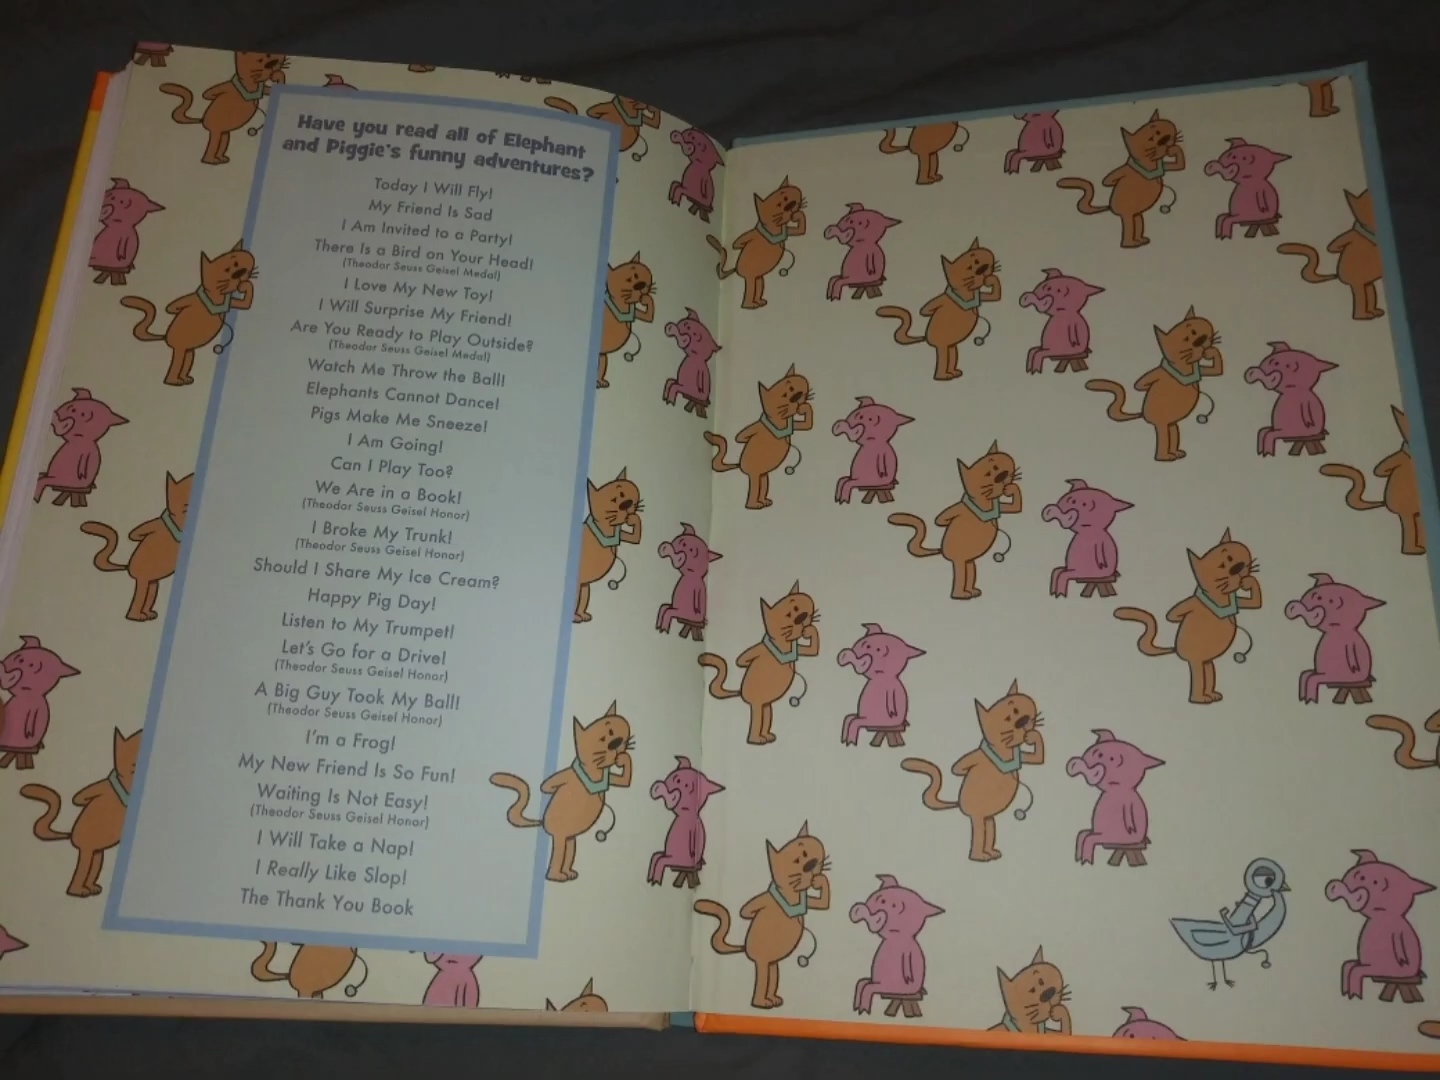 Have you read all of Elephant
and Piggie's funny adventures?
Today I Will Fly!
My Friend Is Sad
I Am Invited to a Party!
There Is a Bird on Your Head!
(Theodor Seuss Geisel Medal)
I Love My New Toy!
I Will Surprise My Friend!
Are You Ready to Play Outside?
(Theodor Seuss Geisel Medal)
Watch Me Throw the Ball!
Elephants Cannot Dance!
Pigs Make Me Sneeze!
I Am Going!
Can I Play Too?
We Are in a Book!
(Theodor Seuss Geisel Honor)
I Broke My Trunk!
(Theodor Seuss Geisel Honor)
Should I Share My Ice Cream?
Happy Pig Day!
Listen to My Trumpet!
Let's Go for a Drive!
(Theodor Seuss Geisel Honor)
A Big Guy Took My Ball!
(Theodor Seuss Geisel Honor)
I'm a Frog!
My New Friend Is So Fun!
Waiting Is Not Easy!
(Theodor Seuss Geisel Honor)
I Will Take a Nap!
I Really Like Slop!
The Thank You Book